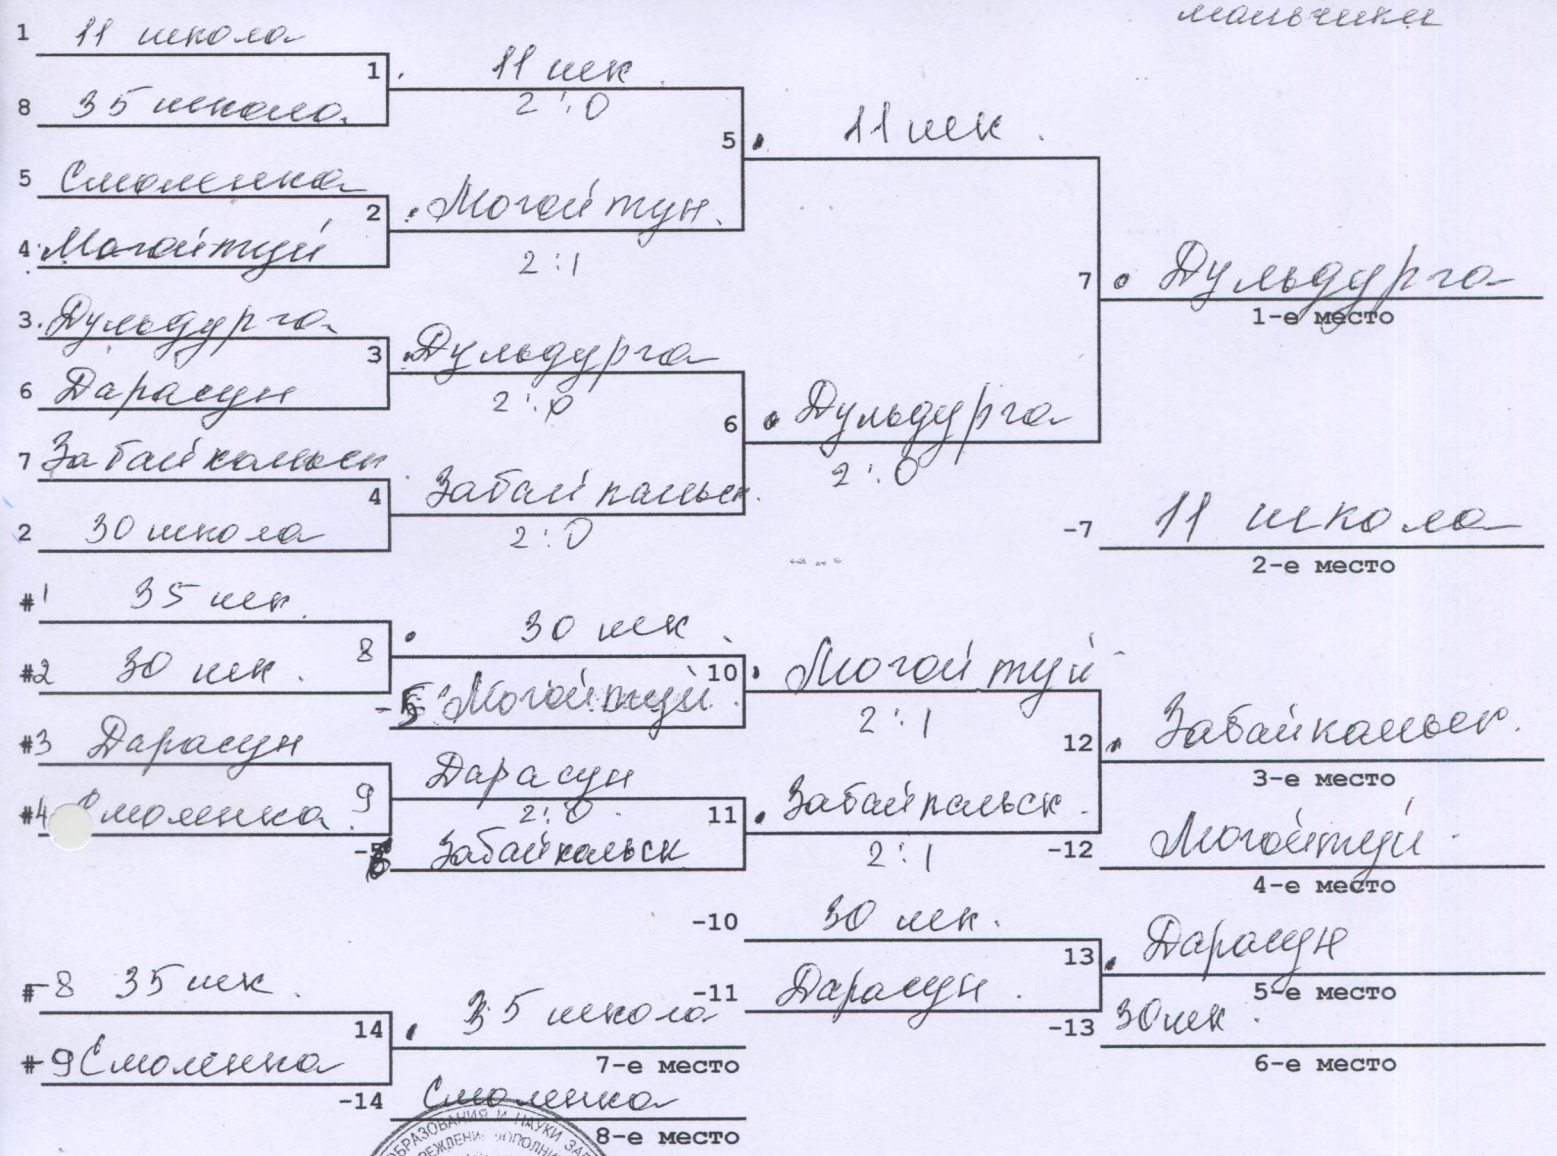 мальчики
1 11 школа
1 11 шк
8 35 школа
2:0
5 11 шк.
5 Смоленка
2 Могойтуй.
4 Могойтуй
2:1
7 Дульдурга
1-е место
3. Дульдурга
3 Дульдурга
6 Дарасун
2:0
6 Дульдурга
2:0
7 Забайкальск
4 Забайкальск.
2 30 школа
2:0
-7 11 школа
2-е место
#1 35 шк.
8 30 шк.
#2 30 шк.
10 Могойтуй
-5 Могойтуй.
2:1
#3 Дарасун
12 Забайкальск.
3-е место
9 Дарасун
2:0.
#4 Смоленка.
11 Забайкальск.
-6 Забайкальск
2:1
-12 Могойтуй.
4-е место
-10 30 шк.
13 Дарасун
5-е место
#-8 35 шк.
-11 Дарасун.
14 35 школа
7-е место
-13 30 шк.
6-е место
#-9 Смоленка
-14 Смоленка
8-е место
ОБРАЗОВАНИЯ И НАУКИ ЗА